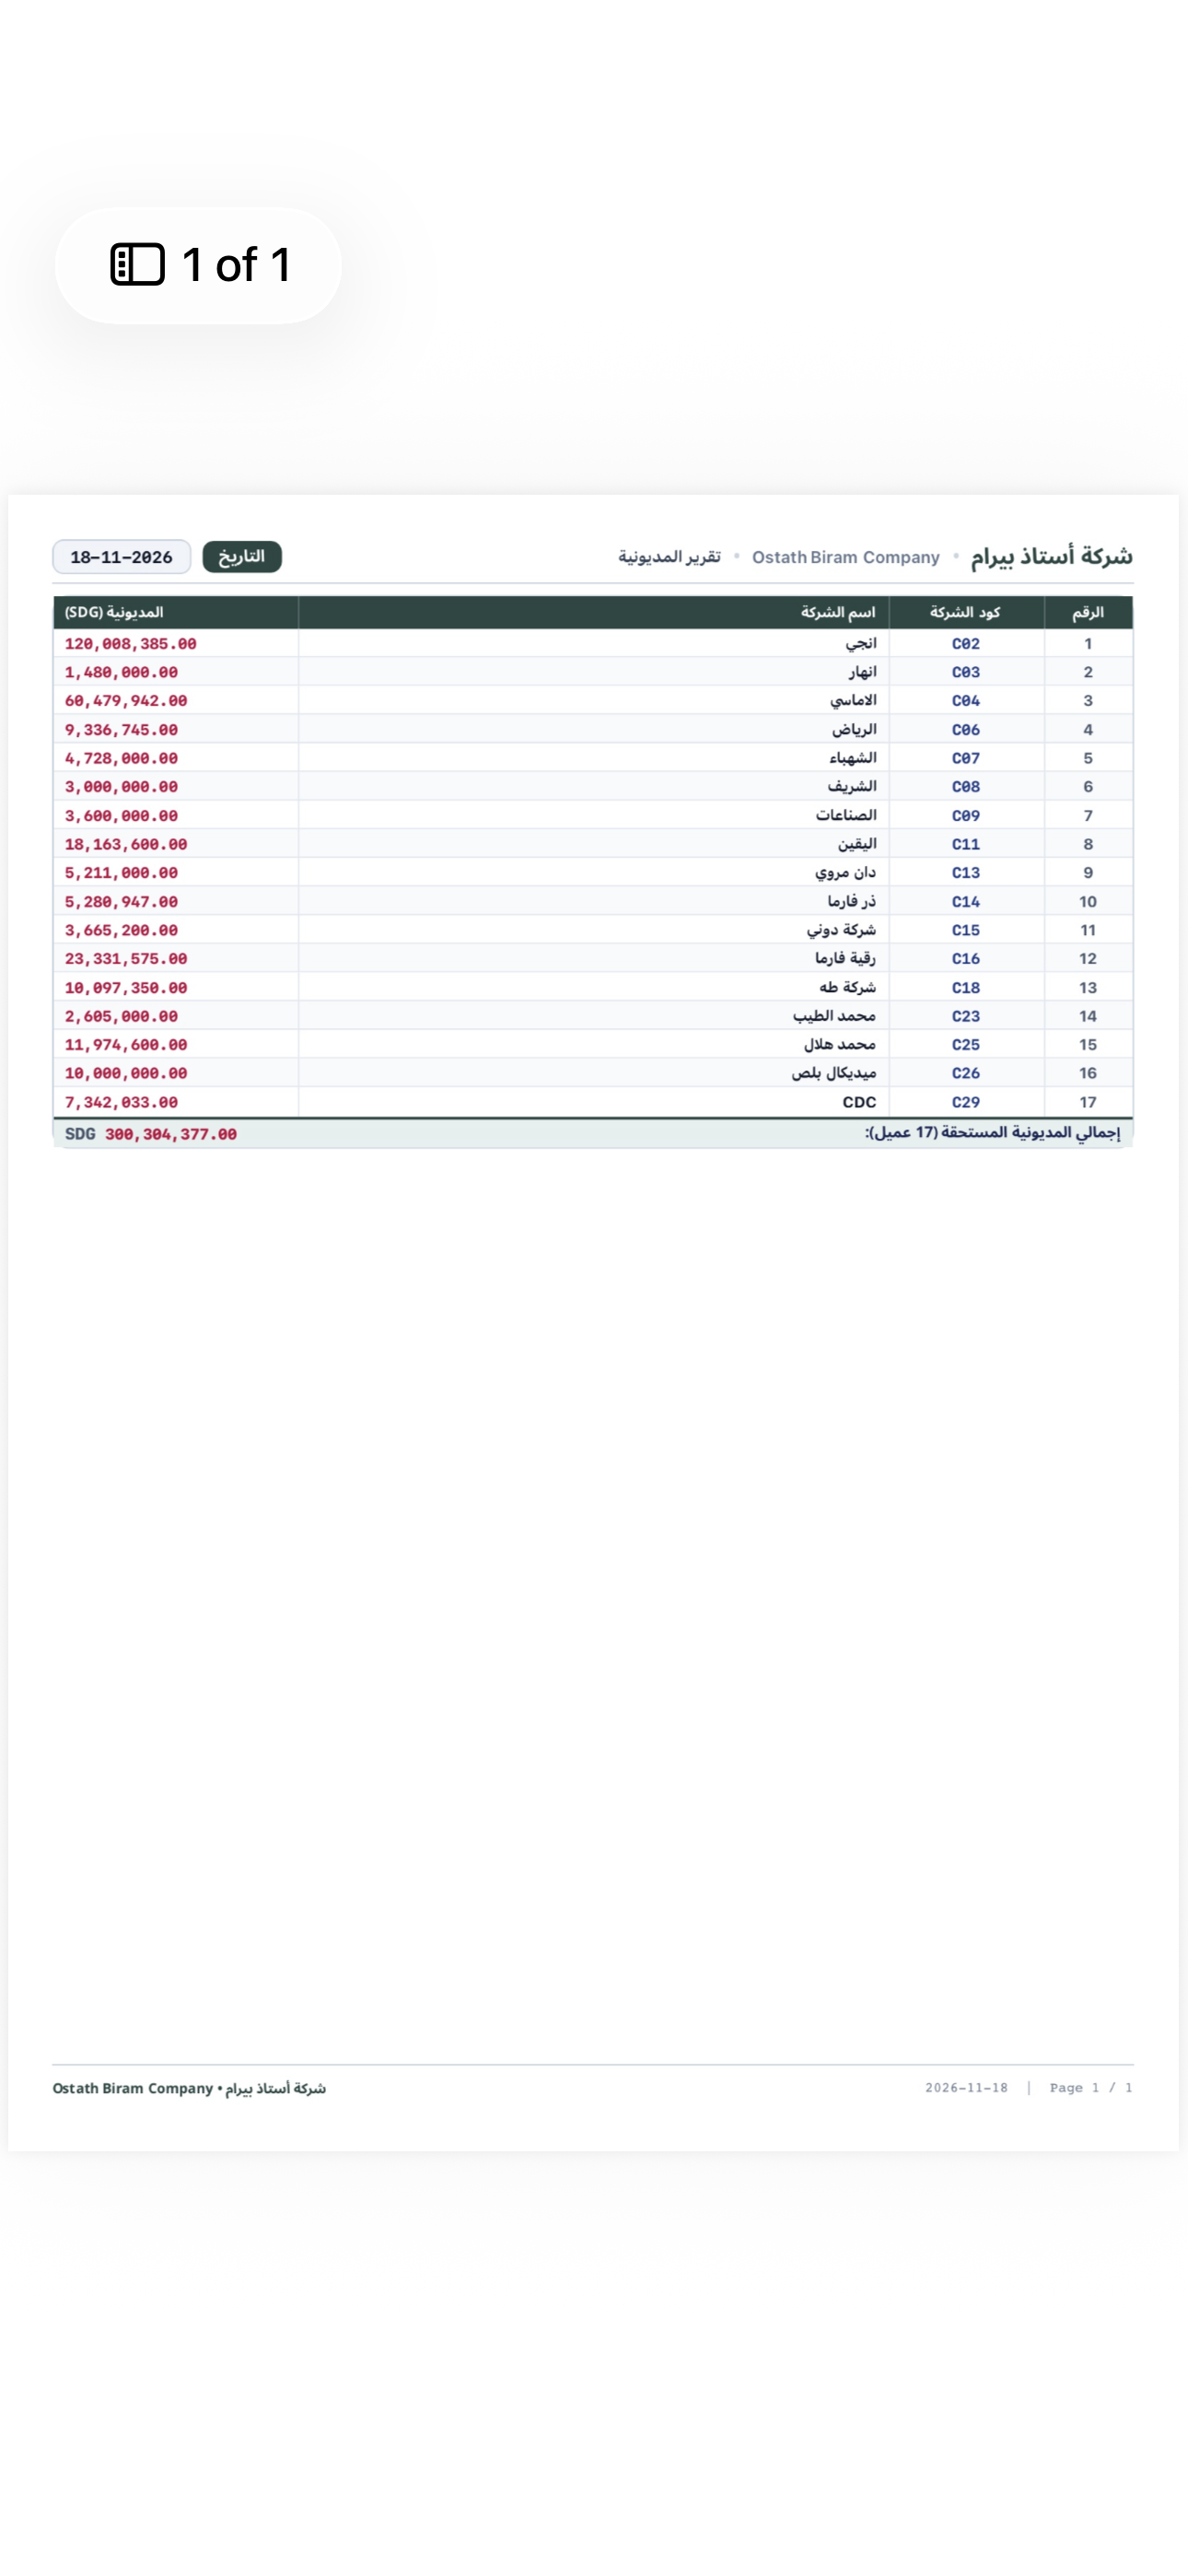 1 of 1
شركة أستاذ بيرام • Ostath Biram Company • تقرير المديونية التاريخ 18-11-2026
الرقم كود الشركة اسم الشركة المديونية (SDG)
1 C02 انجي 120,008,385.00
2 C03 انهار 1,480,000.00
3 C04 الاماسي 60,479,942.00
4 C06 الرياض 9,336,745.00
5 C07 الشهباء 4,728,000.00
6 C08 الشريف 3,000,000.00
7 C09 الصناعات 3,600,000.00
8 C11 اليقين 18,163,600.00
9 C13 دان مروي 5,211,000.00
10 C14 ذر فارما 5,280,947.00
11 C15 شركة دوني 3,665,200.00
12 C16 رقية فارما 23,331,575.00
13 C18 شركة طه 10,097,350.00
14 C23 محمد الطيب 2,605,000.00
15 C25 محمد هلال 11,974,600.00
16 C26 ميديكال بلص 10,000,000.00
17 C29 CDC 7,342,033.00
إجمالي المديونية المستحقة (17 عميل): SDG 300,304,377.00
Ostath Biram Company • شركة أستاذ بيرام 2026-11-18 | Page 1 / 1